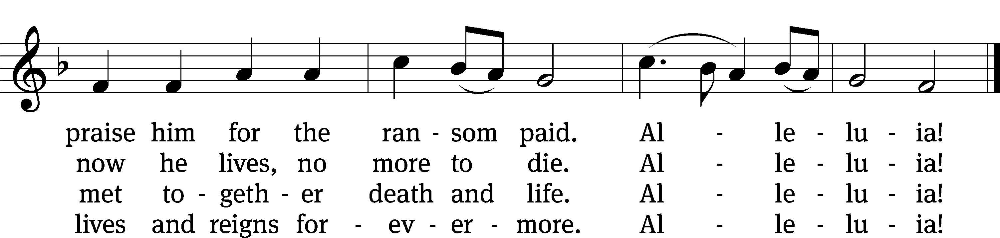 praise him for the ran - som paid. Al - le - lu - ia!
now he lives, no more to die. Al - le - lu - ia!
met to - geth - er death and life. Al - le - lu - ia!
lives and reigns for - ev - er - more. Al - le - lu - ia!